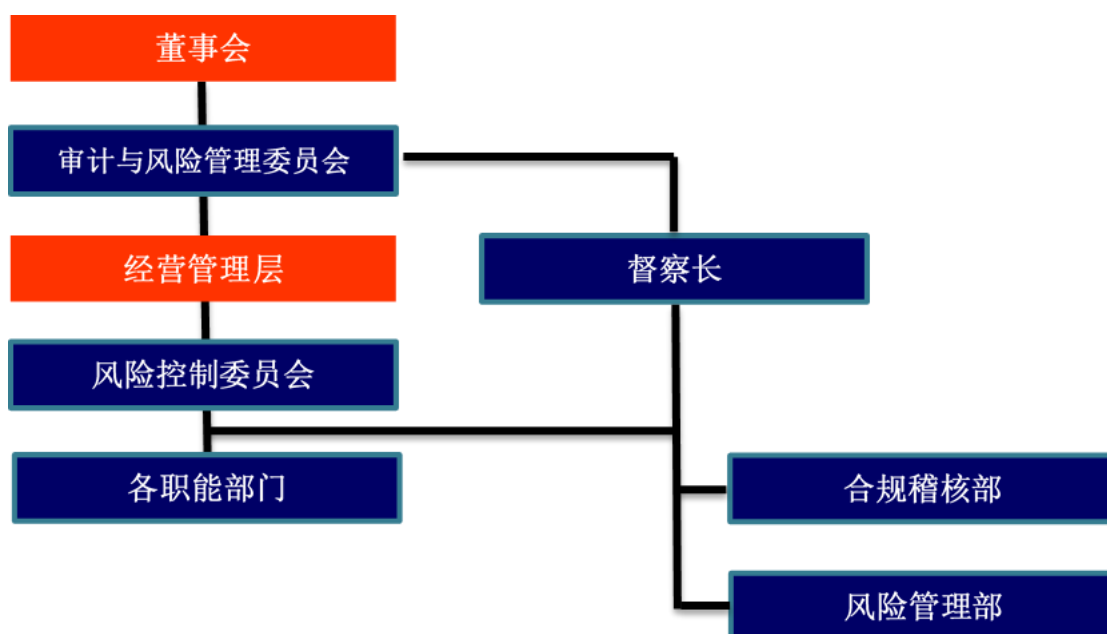 董事会
审计与风险管理委员会
经营管理层
督察长
风险控制委员会
各职能部门
合规稽核部
风险管理部